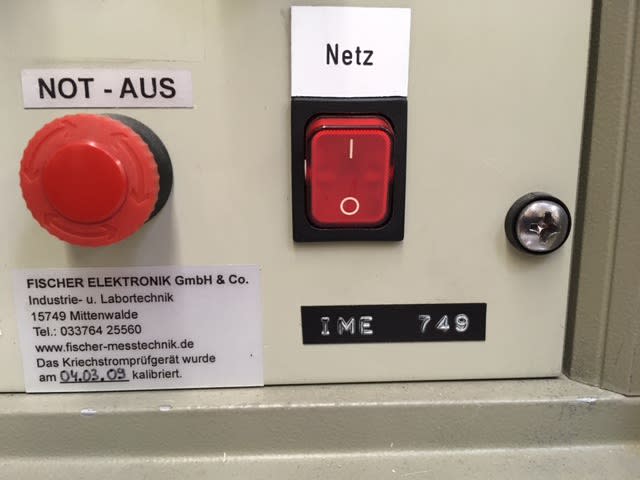 NOT - AUS
Netz
I
O
FISCHER ELEKTRONIK GmbH & Co.
Industrie- u. Labortechnik
15749 Mittenwalde
Tel.: 033764 25560
www.fischer-messtechnik.de
Das Kriechstromprüfgerät wurde
am 04.03.09 kalibriert.
IME 749